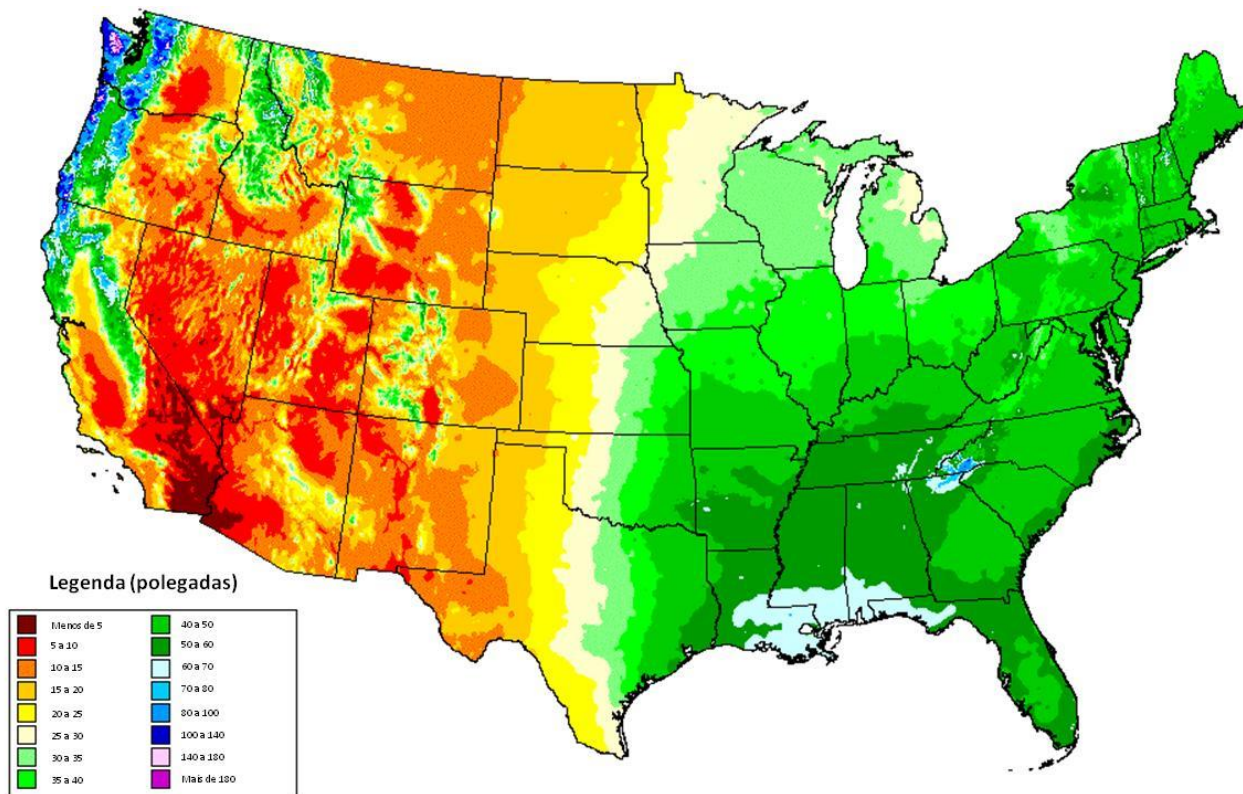 Legenda (polegadas)
Menos de 5
5 a 10
10 a 15
15 a 20
20 a 25
25 a 30
30 a 35
35 a 40
40 a 50
50 a 60
60 a 70
70 a 80
80 a 100
100 a 140
140 a 180
Mais de 180